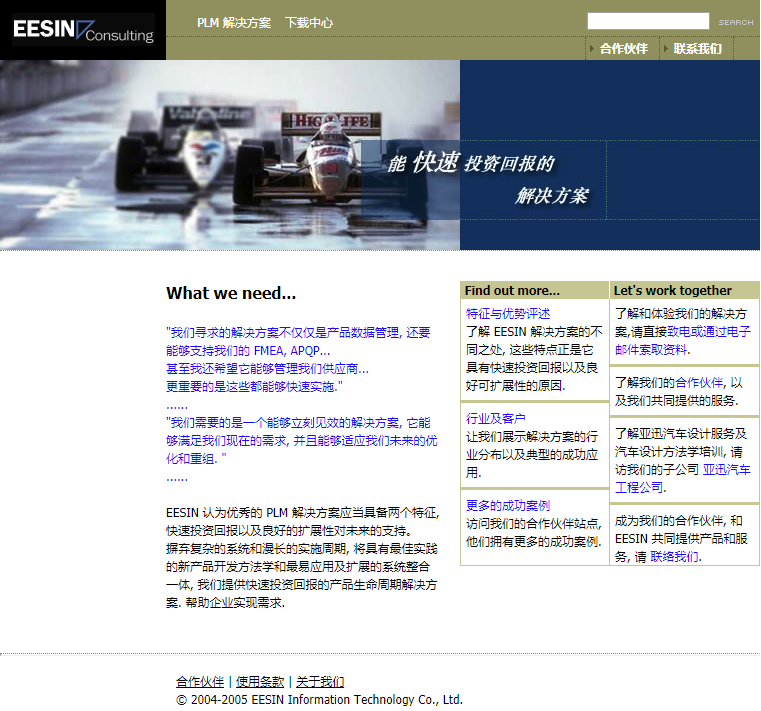 EESIN Consulting
PLM 解决方案 下载中心
SEARCH
合作伙伴 联系我们
HIGH LIFE
能 快速 投资回报的
解决方案
What we need...
"我们寻求的解决方案不仅仅是产品数据管理, 还要
能够支持我们的 FMEA, APQP...
甚至我还希望它能够管理我们供应商...
更重要的是这些都能够快速实施."
......
"我们需要的是一个能够立刻见效的解决方案, 它能
够满足我们现在的需求, 并且能够适应我们未来的优
化和重组. "
......
EESIN 认为优秀的 PLM 解决方案应当具备两个特征,
快速投资回报以及良好的扩展性对未来的支持。
摒弃复杂的系统和漫长的实施周期, 将具有最佳实践
的新产品开发方法学和最易应用及扩展的系统整合
一体, 我们提供快速投资回报的产品生命周期解决方
案. 帮助企业实现需求.
Find out more...
特征与优势评述
了解 EESIN 解决方案的不
同之处, 这些特点正是它
具有快速投资回报以及良
好可扩展性的原因.
行业及客户
让我们展示解决方案的行
业分布以及典型的成功应
用.
更多的成功案例
访问我们的合作伙伴站点,
他们拥有更多的成功案例.
Let's work together
了解和体验我们的解决方
案,请直接致电或通过电子
邮件索取资料.
了解我们的合作伙伴, 以
及我们共同提供的服务.
了解亚迅汽车设计服务及
汽车设计方法学培训, 请
访我们的子公司 亚迅汽车
工程公司.
成为我们的合作伙伴, 和
EESIN 共同提供产品和服
务, 请 联络我们.
合作伙伴 | 使用条款 | 关于我们
© 2004-2005 EESIN Information Technology Co., Ltd.